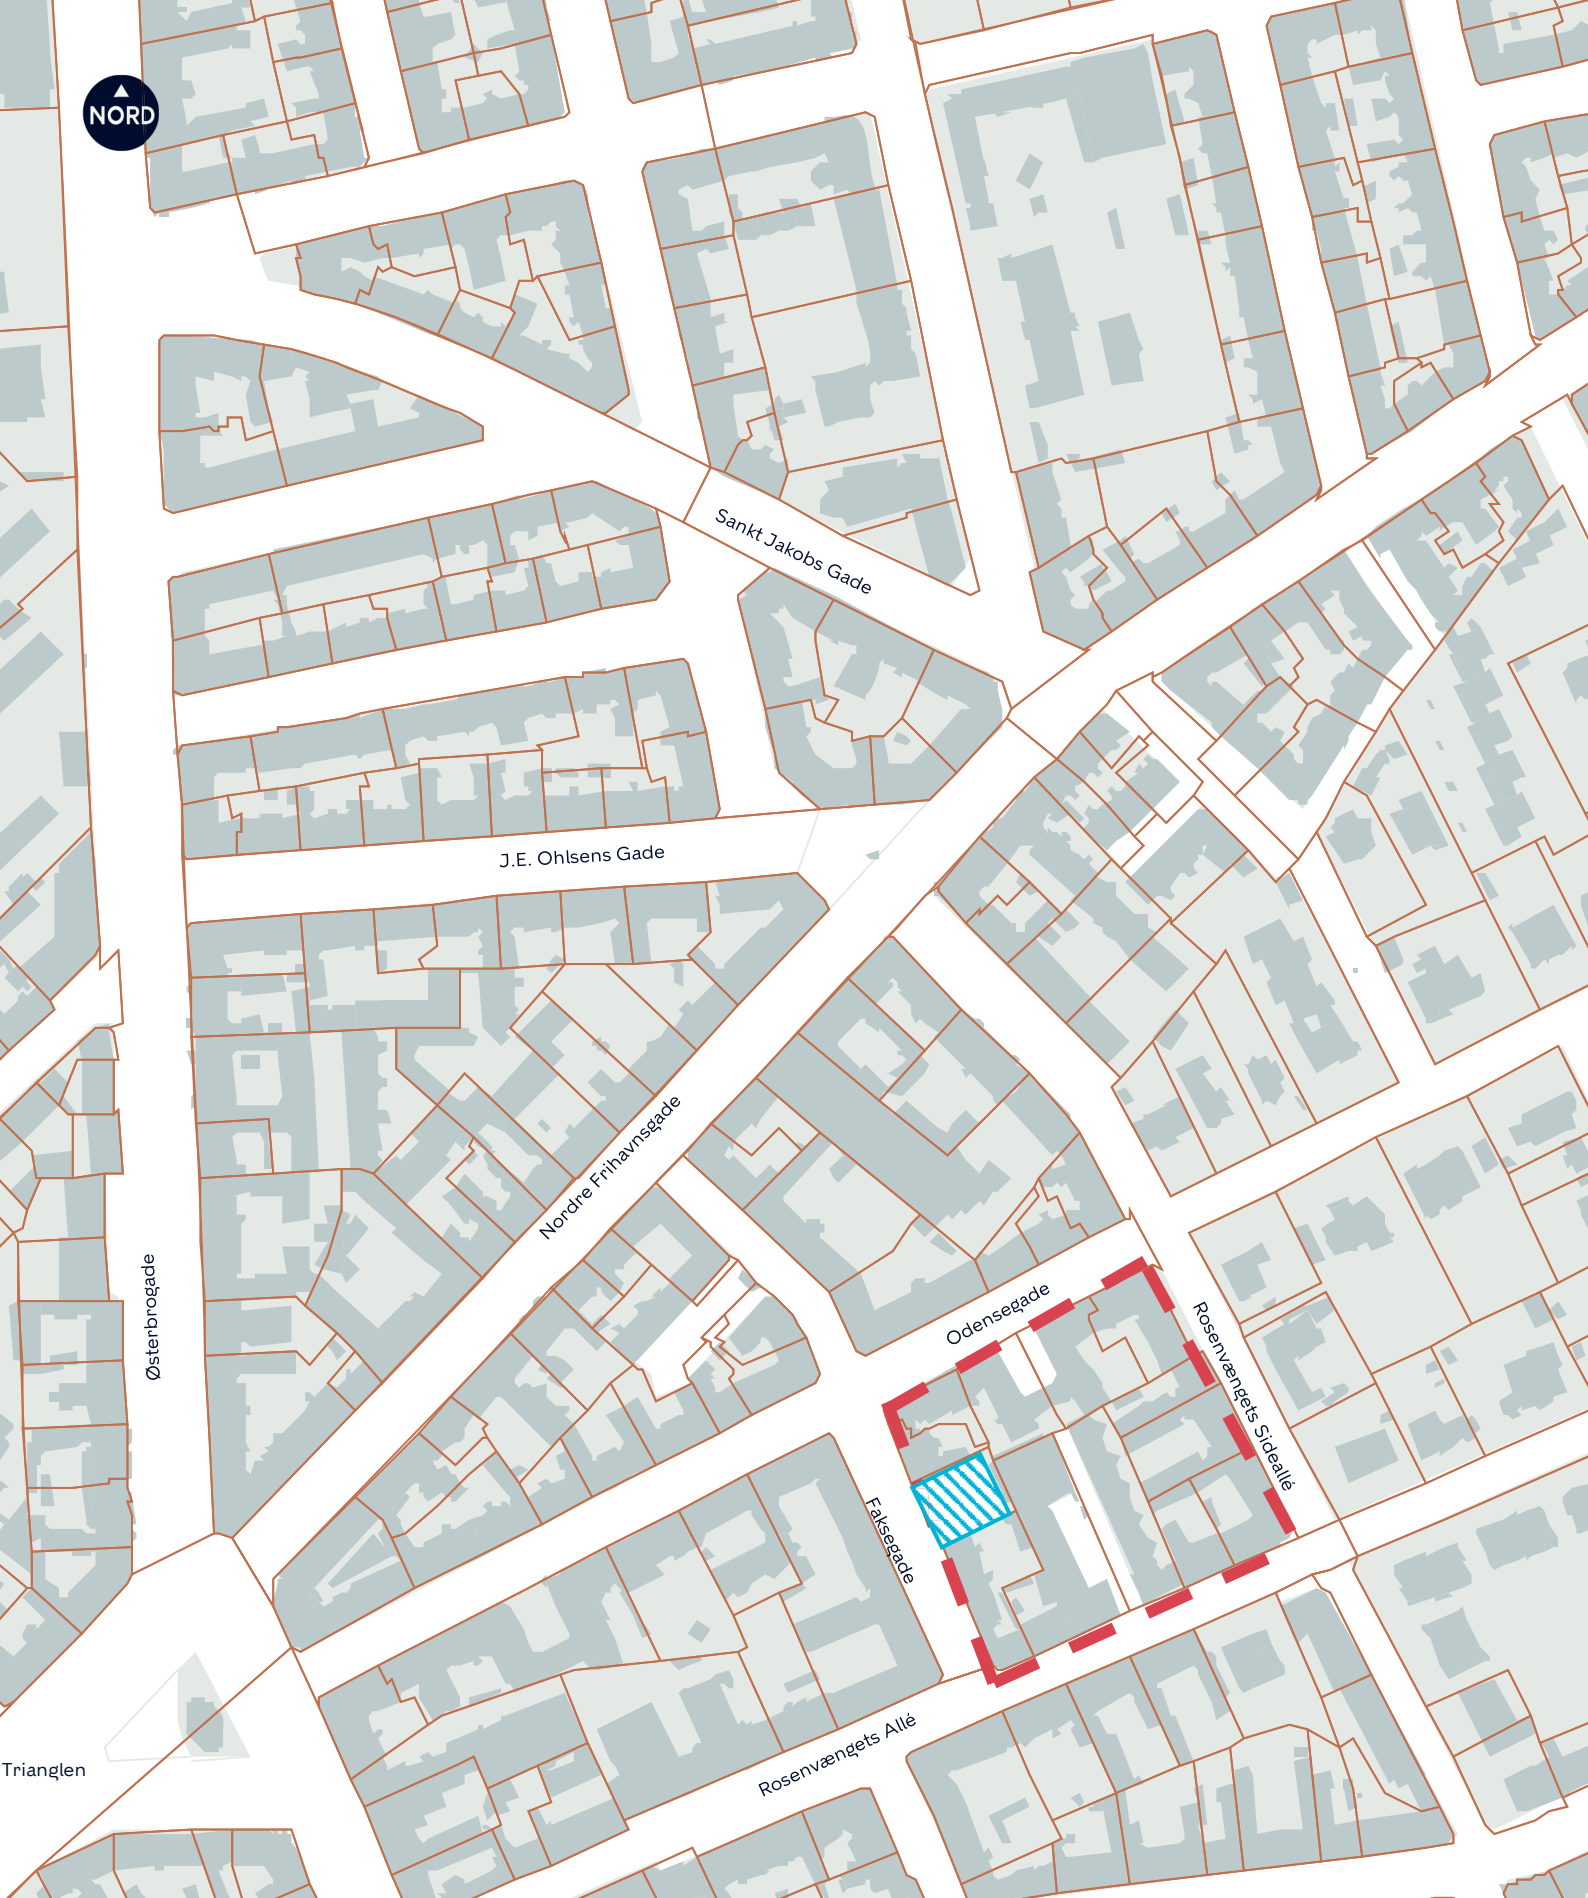 NORD
Sankt Jakobs Gade
J.E. Ohlsens Gade
Nordre Frihavnsgade
Østerbrogade
Odensegade
Rosenvængets Sideallé
Faksegade
Rosenvængets Allé
Trianglen